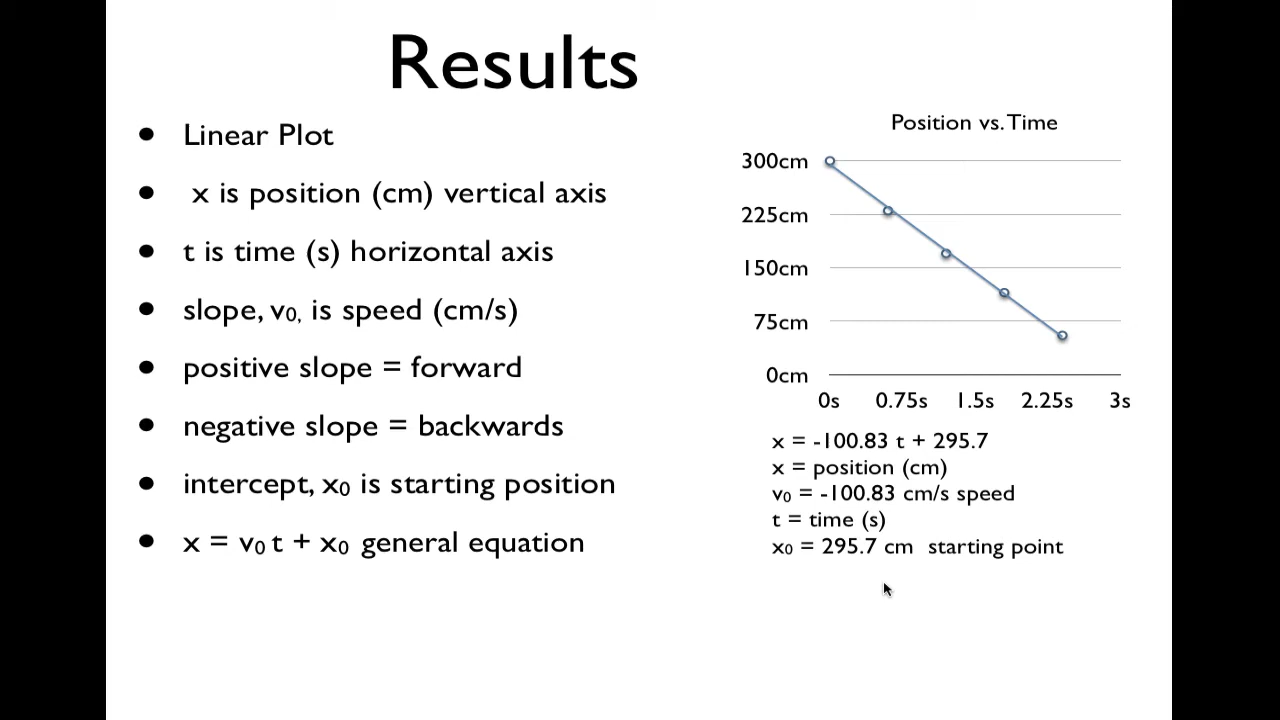 Results
• Linear Plot
• x is position (cm) vertical axis
• t is time (s) horizontal axis
• slope, v₀, is speed (cm/s)
• positive slope = forward
• negative slope = backwards
• intercept, x₀ is starting position
• x = v₀ t + x₀ general equation
Position vs. Time
300cm
225cm
150cm
75cm
0cm
0s 0.75s 1.5s 2.25s 3s
x = -100.83 t + 295.7
x = position (cm)
v₀ = -100.83 cm/s speed
t = time (s)
x₀ = 295.7 cm starting point